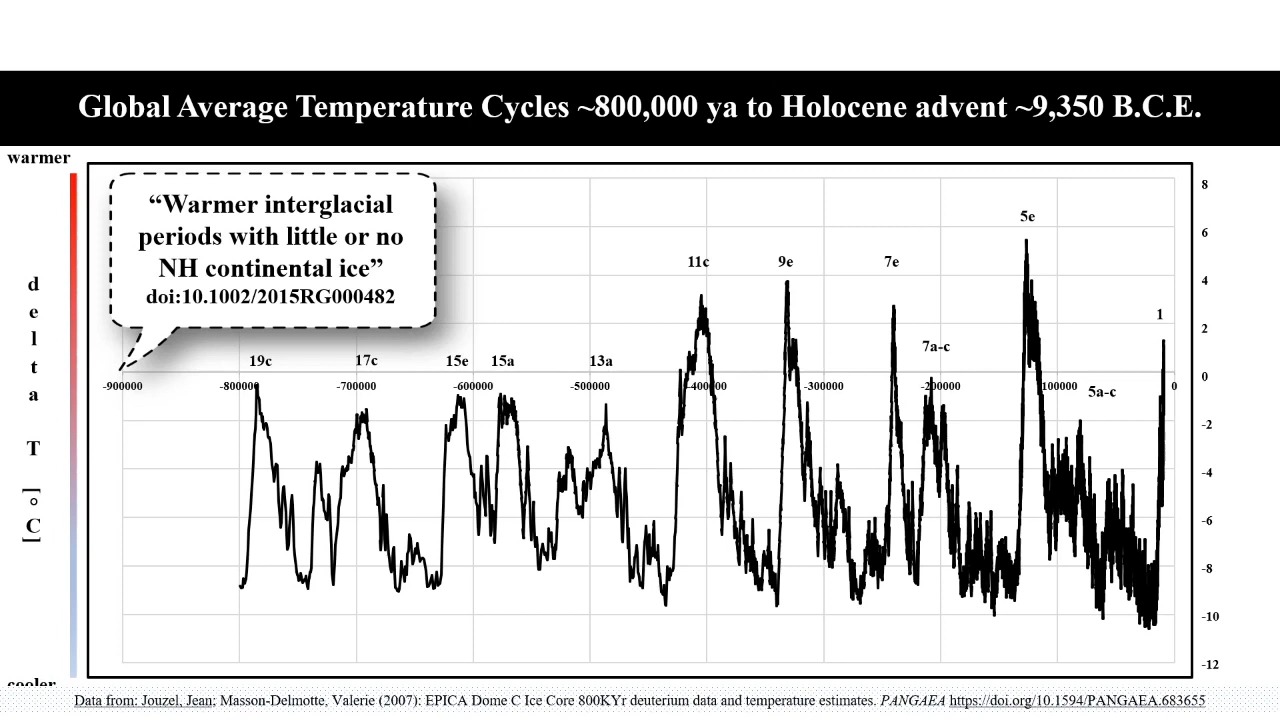 Global Average Temperature Cycles ~800,000 ya to Holocene advent ~9,350 B.C.E.
warmer
“Warmer interglacial
periods with little or no
NH continental ice”
doi:10.1002/2015RG000482
delta T [°C]
8
6
4
2
0
-2
-4
-6
-8
-10
-12
5e
11c
9e
7e
1
7a-c
19c
17c
15e
15a
13a
5a-c
-900000
-800000
-700000
-600000
-500000
-400000
-300000
-200000
100000
0
cooler
Data from: Jouzel, Jean; Masson-Delmotte, Valerie (2007): EPICA Dome C Ice Core 800KYr deuterium data and temperature estimates. PANGAEA https://doi.org/10.1594/PANGAEA.683655